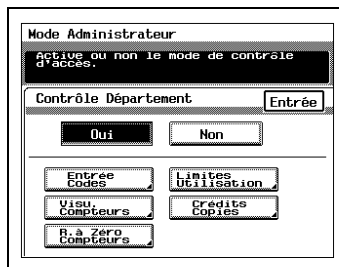 Mode Administrateur
Active ou non le mode de contrôle
d'accès.
Contrôle Département
Entrée
Oui
Non
Entrée
Codes
Limites
Utilisation
Visu.
Compteurs
Crédits
Copies
R.à Zéro
Compteurs